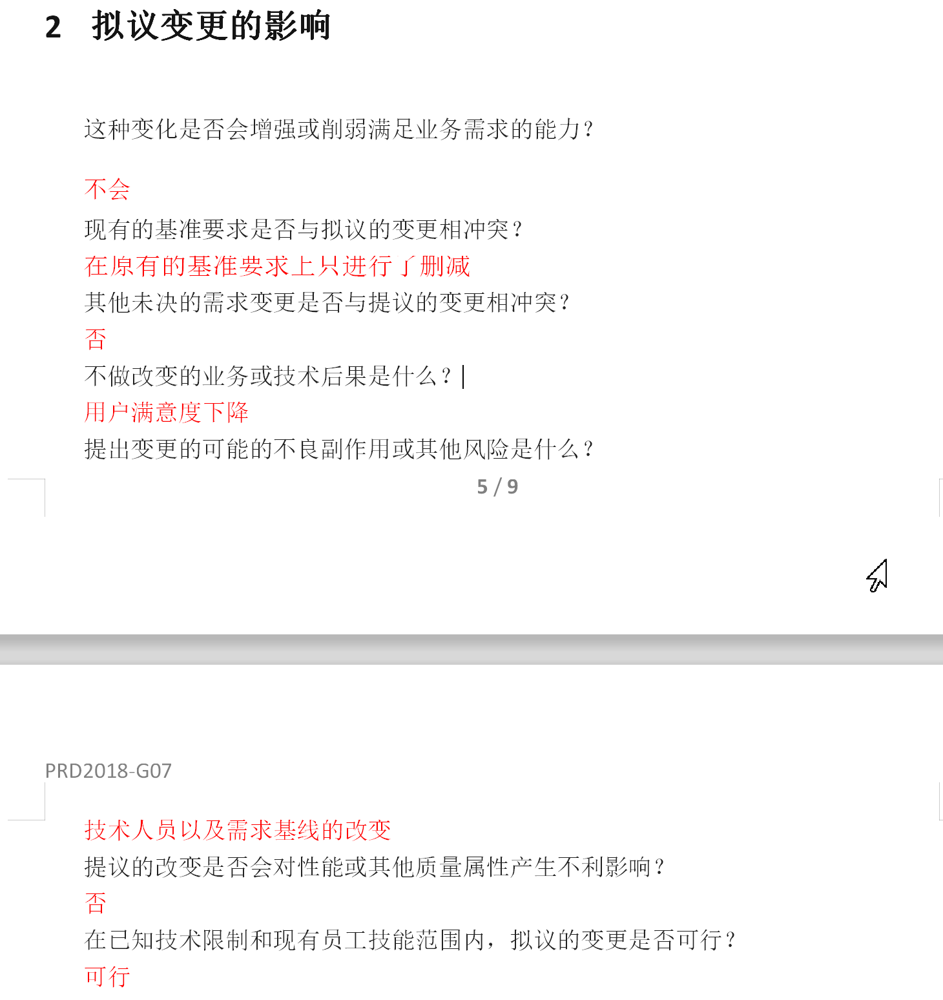 2 拟议变更的影响
这种变化是否会增强或削弱满足业务需求的能力？
不会
现有的基准要求是否与拟议的变更相冲突？
在原有的基准要求上只进行了删减
其他未决的需求变更是否与提议的变更相冲突？
否
不做改变的业务或技术后果是什么？
用户满意度下降
提出变更的可能的不良副作用或其他风险是什么？
5 / 9
PRD2018-G07
技术人员以及需求基线的改变
提议的改变是否会对性能或其他质量属性产生不利影响？
否
在已知技术限制和现有员工技能范围内，拟议的变更是否可行？
可行